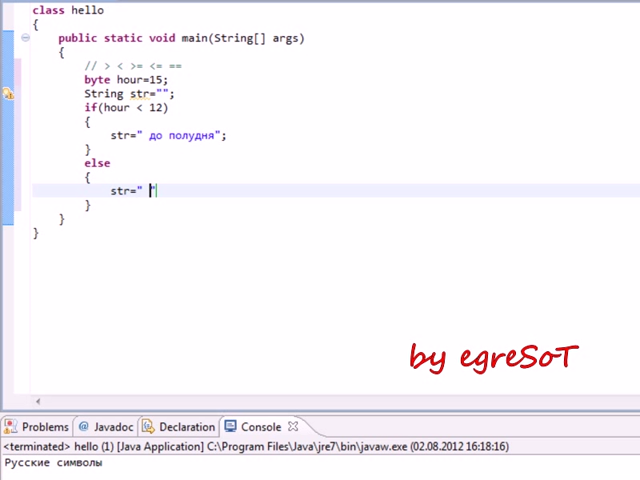 class hello
{
public static void main(String[] args)
{
// > < >= <= ==
byte hour=15;
String str="";
if(hour < 12)
{
str=" до полудня";
}
else
{
str=" "
}
}
}
by egreSoT
Problems @ Javadoc Declaration Console
<terminated> hello (1) [Java Application] C:\Program Files\Java\jre7\bin\javaw.exe (02.08.2012 16:18:16)
Русские символы